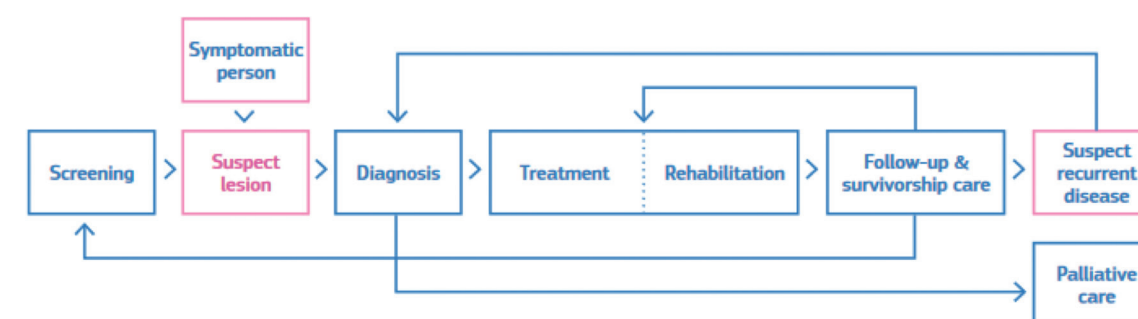 Symptomatic
person
Screening
Suspect
lesion
Diagnosis
Treatment
Rehabilitation
Follow-up &
survivorship care
Suspect
recurrent
disease
Palliative
care